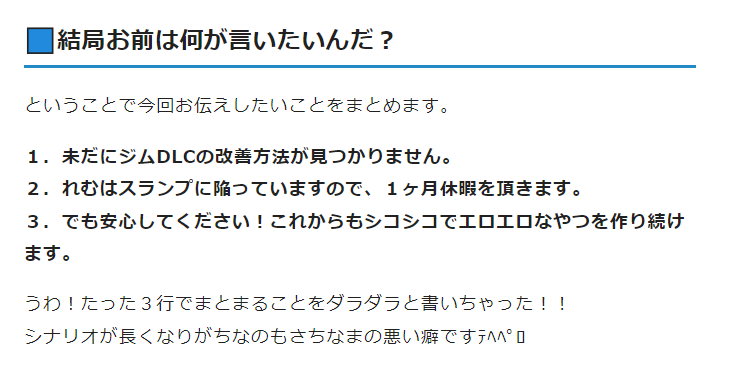 結局お前は何が言いたいんだ？
ということで今回お伝えしたいことをまとめます。
１．未だにジムDLCの改善方法が見つかりません。
２．れむはスランプに陥っていますので、１ヶ月休暇を頂きます。
３．でも安心してください！これからもシコシコでエロエロなやつを作り続け
ます。
うわ！たった３行でまとまることをダラダラと書いちゃった！！
シナリオが長くなりがちなのもさちなまの悪い癖ですﾃﾍﾍﾟﾛ